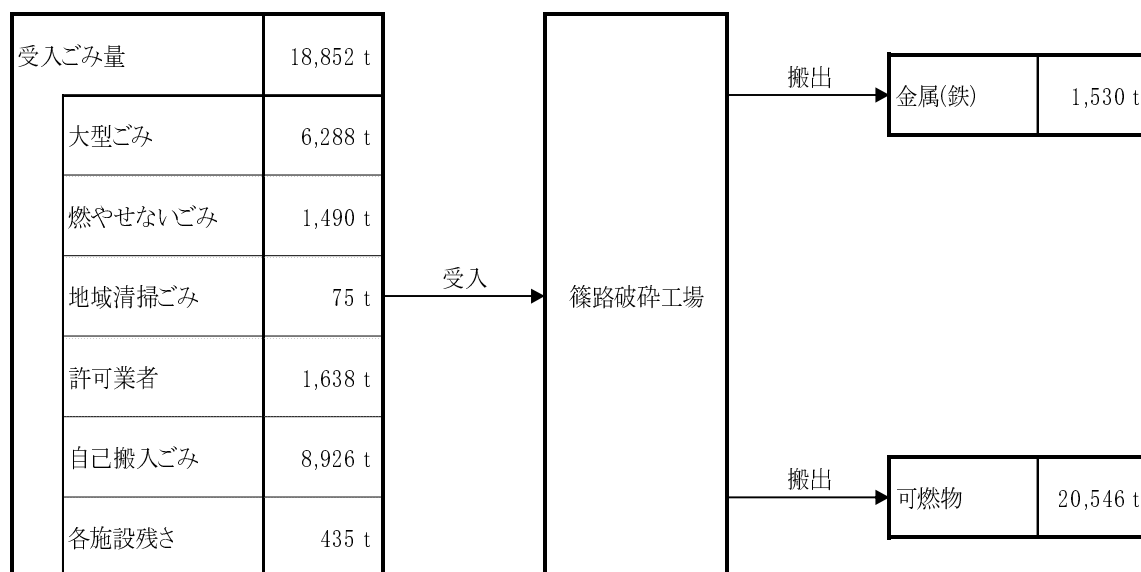 受入ごみ量 18,852 t
大型ごみ 6,288 t
燃やせないごみ 1,490 t
地域清掃ごみ 75 t
許可業者 1,638 t
自己搬入ごみ 8,926 t
各施設残さ 435 t
受入
篠路破砕工場
搬出
金属(鉄) 1,530 t
搬出
可燃物 20,546 t